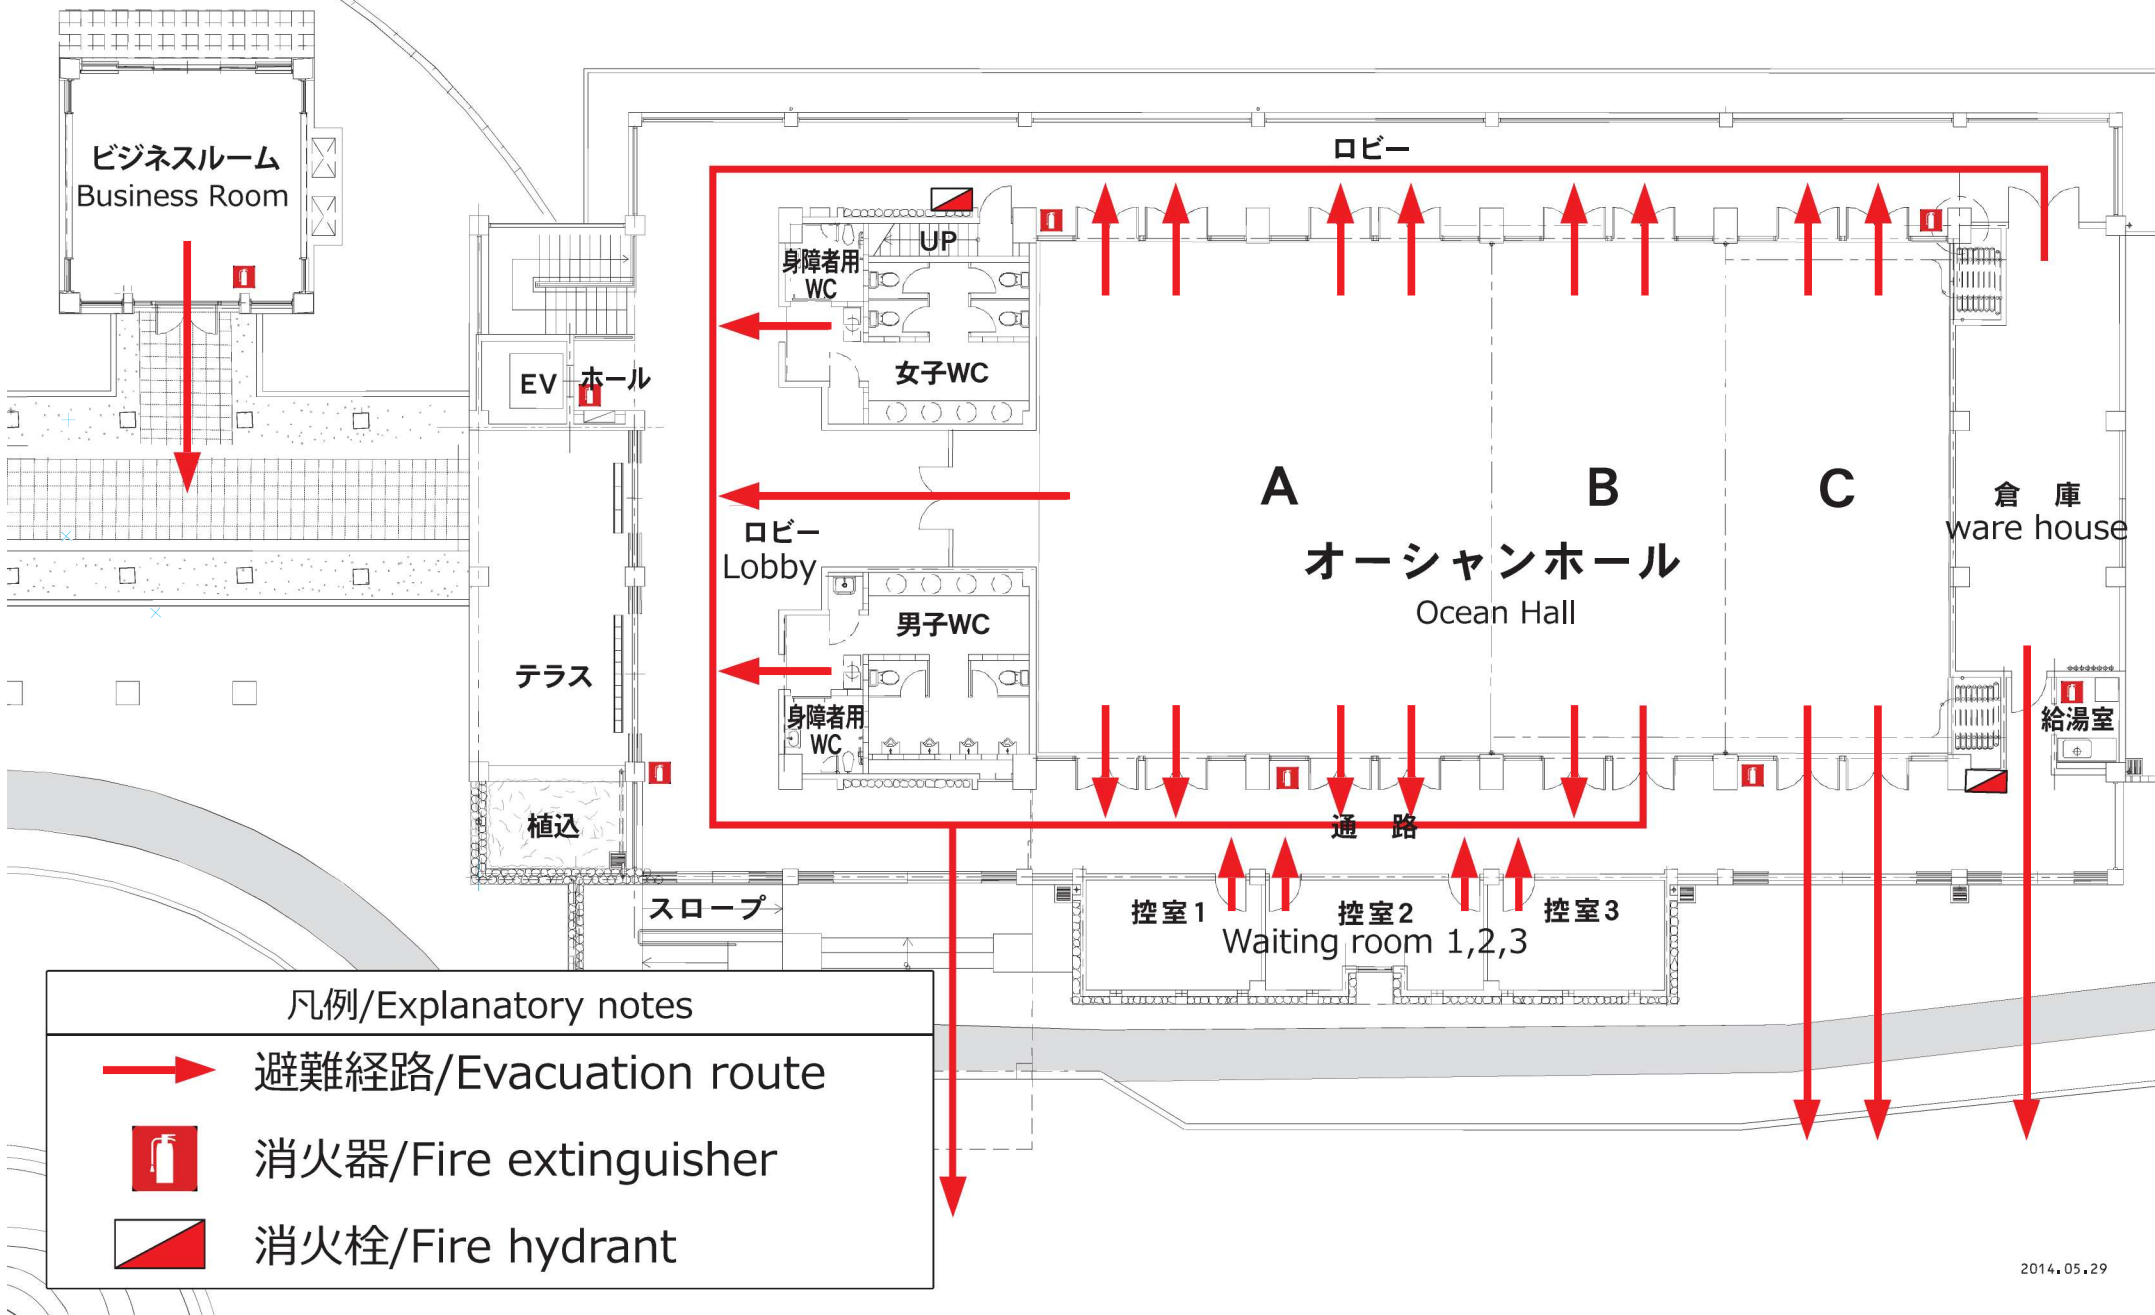 ビジネスルーム
Business Room
ロビー
UP
身障者用
WC
女子WC
EV
ホール
A
B
C
倉 庫
ware house
ロビー
Lobby
オーシャンホール
Ocean Hall
男子WC
テラス
身障者用
WC
給湯室
植込
通 路
スロープ
控室1
控室2
控室3
Waiting room 1,2,3
凡例/Explanatory notes
避難経路/Evacuation route
消火器/Fire extinguisher
消火栓/Fire hydrant
2014.05.29